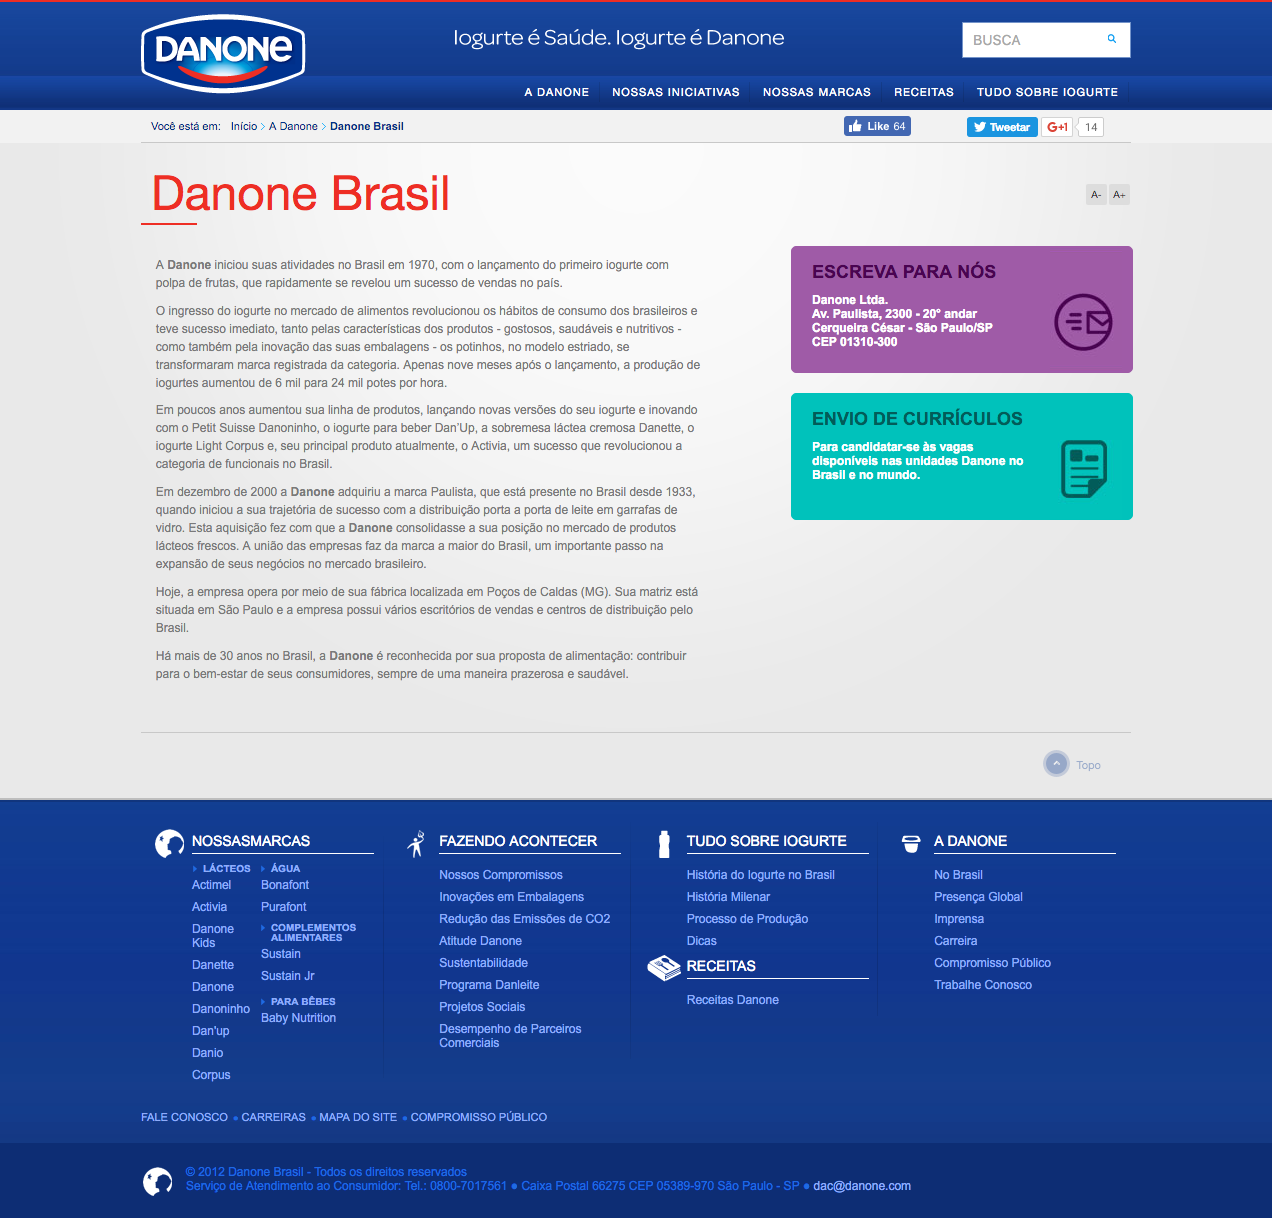 DANONE
Iogurte é Saúde. Iogurte é Danone
BUSCA
A DANONE NOSSAS INICIATIVAS NOSSAS MARCAS RECEITAS TUDO SOBRE IOGURTE
Você está em: Início > A Danone > Danone Brasil
Like 64
Tweetar
G+1
14
Danone Brasil
A- A+
A Danone iniciou suas atividades no Brasil em 1970, com o lançamento do primeiro iogurte com
polpa de frutas, que rapidamente se revelou um sucesso de vendas no país.
O ingresso do iogurte no mercado de alimentos revolucionou os hábitos de consumo dos brasileiros e
teve sucesso imediato, tanto pelas características dos produtos - gostosos, saudáveis e nutritivos -
como também pela inovação das suas embalagens - os potinhos, no modelo estriado, se
transformaram marca registrada da categoria. Apenas nove meses após o lançamento, a produção de
iogurtes aumentou de 6 mil para 24 mil potes por hora.
Em poucos anos aumentou sua linha de produtos, lançando novas versões do seu iogurte e inovando
com o Petit Suisse Danoninho, o iogurte para beber Dan'Up, a sobremesa láctea cremosa Danette, o
iogurte Light Corpus e, seu principal produto atualmente, o Activia, um sucesso que revolucionou a
categoria de funcionais no Brasil.
Em dezembro de 2000 a Danone adquiriu a marca Paulista, que está presente no Brasil desde 1933,
quando iniciou a sua trajetória de sucesso com a distribuição porta a porta de leite em garrafas de
vidro. Esta aquisição fez com que a Danone consolidasse a sua posição no mercado de produtos
lácteos frescos. A união das empresas faz da marca a maior do Brasil, um importante passo na
expansão de seus negócios no mercado brasileiro.
Hoje, a empresa opera por meio de sua fábrica localizada em Poços de Caldas (MG). Sua matriz está
situada em São Paulo e a empresa possui vários escritórios de vendas e centros de distribuição pelo
Brasil.
Há mais de 30 anos no Brasil, a Danone é reconhecida por sua proposta de alimentação: contribuir
para o bem-estar de seus consumidores, sempre de uma maneira prazerosa e saudável.
ESCREVA PARA NÓS
Danone Ltda.
Av. Paulista, 2300 - 20° andar
Cerqueira César - São Paulo/SP
CEP 01310-300
ENVIO DE CURRÍCULOS
Para candidatar-se às vagas
disponíveis nas unidades Danone no
Brasil e no mundo.
Topo
NOSSASMARCAS
LÁCTEOS
Actimel
Activia
Danone
Kids
Danette
Danone
Danoninho
Dan'up
Danio
Corpus
ÁGUA
Bonafont
Purafont
COMPLEMENTOS
ALIMENTARES
Sustain
Sustain Jr
PARA BÊBES
Baby Nutrition
FAZENDO ACONTECER
Nossos Compromissos
Inovações em Embalagens
Redução das Emissões de CO2
Atitude Danone
Sustentabilidade
Programa Danleite
Projetos Sociais
Desempenho de Parceiros
Comerciais
TUDO SOBRE IOGURTE
História do Iogurte no Brasil
História Milenar
Processo de Produção
Dicas
RECEITAS
Receitas Danone
A DANONE
No Brasil
Presença Global
Imprensa
Carreira
Compromisso Público
Trabalhe Conosco
FALE CONOSCO ● CARREIRAS ● MAPA DO SITE ● COMPROMISSO PÚBLICO
© 2012 Danone Brasil - Todos os direitos reservados
Serviço de Atendimento ao Consumidor: Tel.: 0800-7017561 ● Caixa Postal 66275 CEP 05389-970 São Paulo - SP ● dac@danone.com